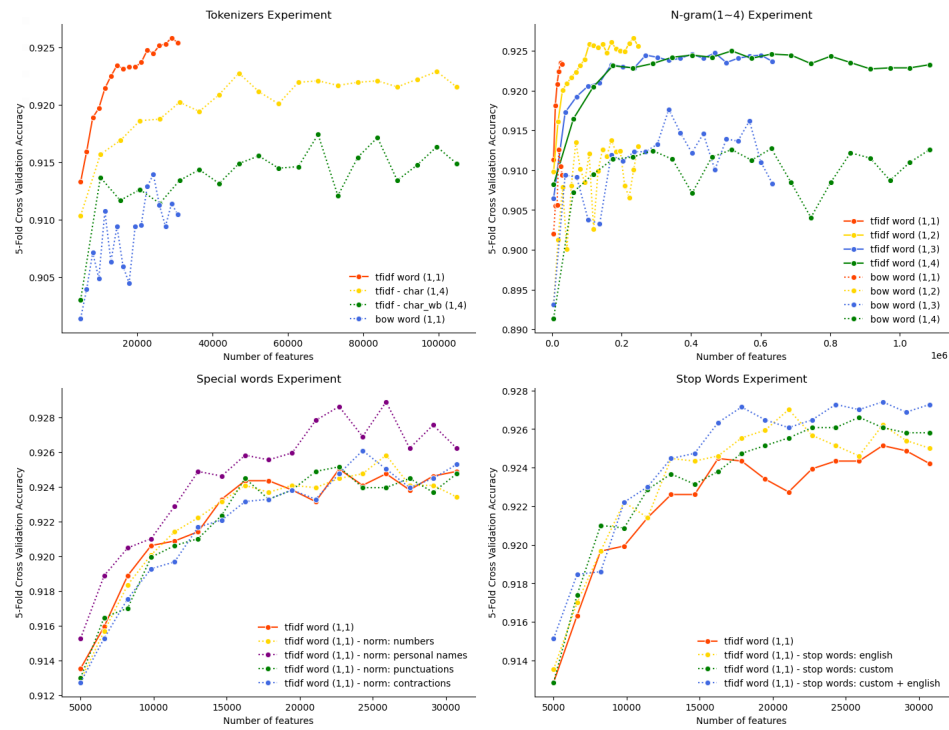 Tokenizers Experiment
5-Fold Cross Validation Accuracy
0.925
0.920
0.915
0.910
0.905
20000 40000 60000 80000 100000
Number of features
tfidf word (1,1)
tfidf - char (1,4)
tfidf - char_wb (1,4)
bow word (1,1)
N-gram(1~4) Experiment
5-Fold Cross Validation Accuracy
0.925
0.920
0.915
0.910
0.905
0.900
0.895
0.890
0.0 0.2 0.4 0.6 0.8 1.0
1e6
Number of features
tfidf word (1,1)
tfidf word (1,2)
tfidf word (1,3)
tfidf word (1,4)
bow word (1,1)
bow word (1,2)
bow word (1,3)
bow word (1,4)
Special words Experiment
5-Fold Cross Validation Accuracy
0.928
0.926
0.924
0.922
0.920
0.918
0.916
0.914
0.912
5000 10000 15000 20000 25000 30000
Number of features
tfidf word (1,1)
tfidf word (1,1) - norm: numbers
tfidf word (1,1) - norm: personal names
tfidf word (1,1) - norm: punctuations
tfidf word (1,1) - norm: contractions
Stop Words Experiment
5-Fold Cross Validation Accuracy
0.928
0.926
0.924
0.922
0.920
0.918
0.916
0.914
5000 10000 15000 20000 25000 30000
Number of features
tfidf word (1,1)
tfidf word (1,1) - stop words: english
tfidf word (1,1) - stop words: custom
tfidf word (1,1) - stop words: custom + english